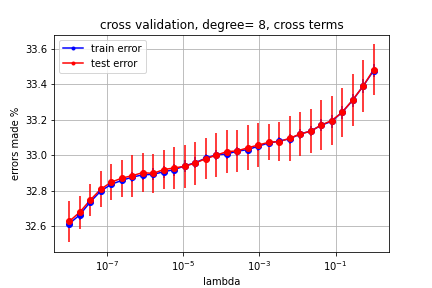 cross validation, degree= 8, cross terms
train error
test error
errors made %
33.6
33.4
33.2
33.0
32.8
32.6
10⁻⁷
10⁻⁵
10⁻³
10⁻¹
lambda